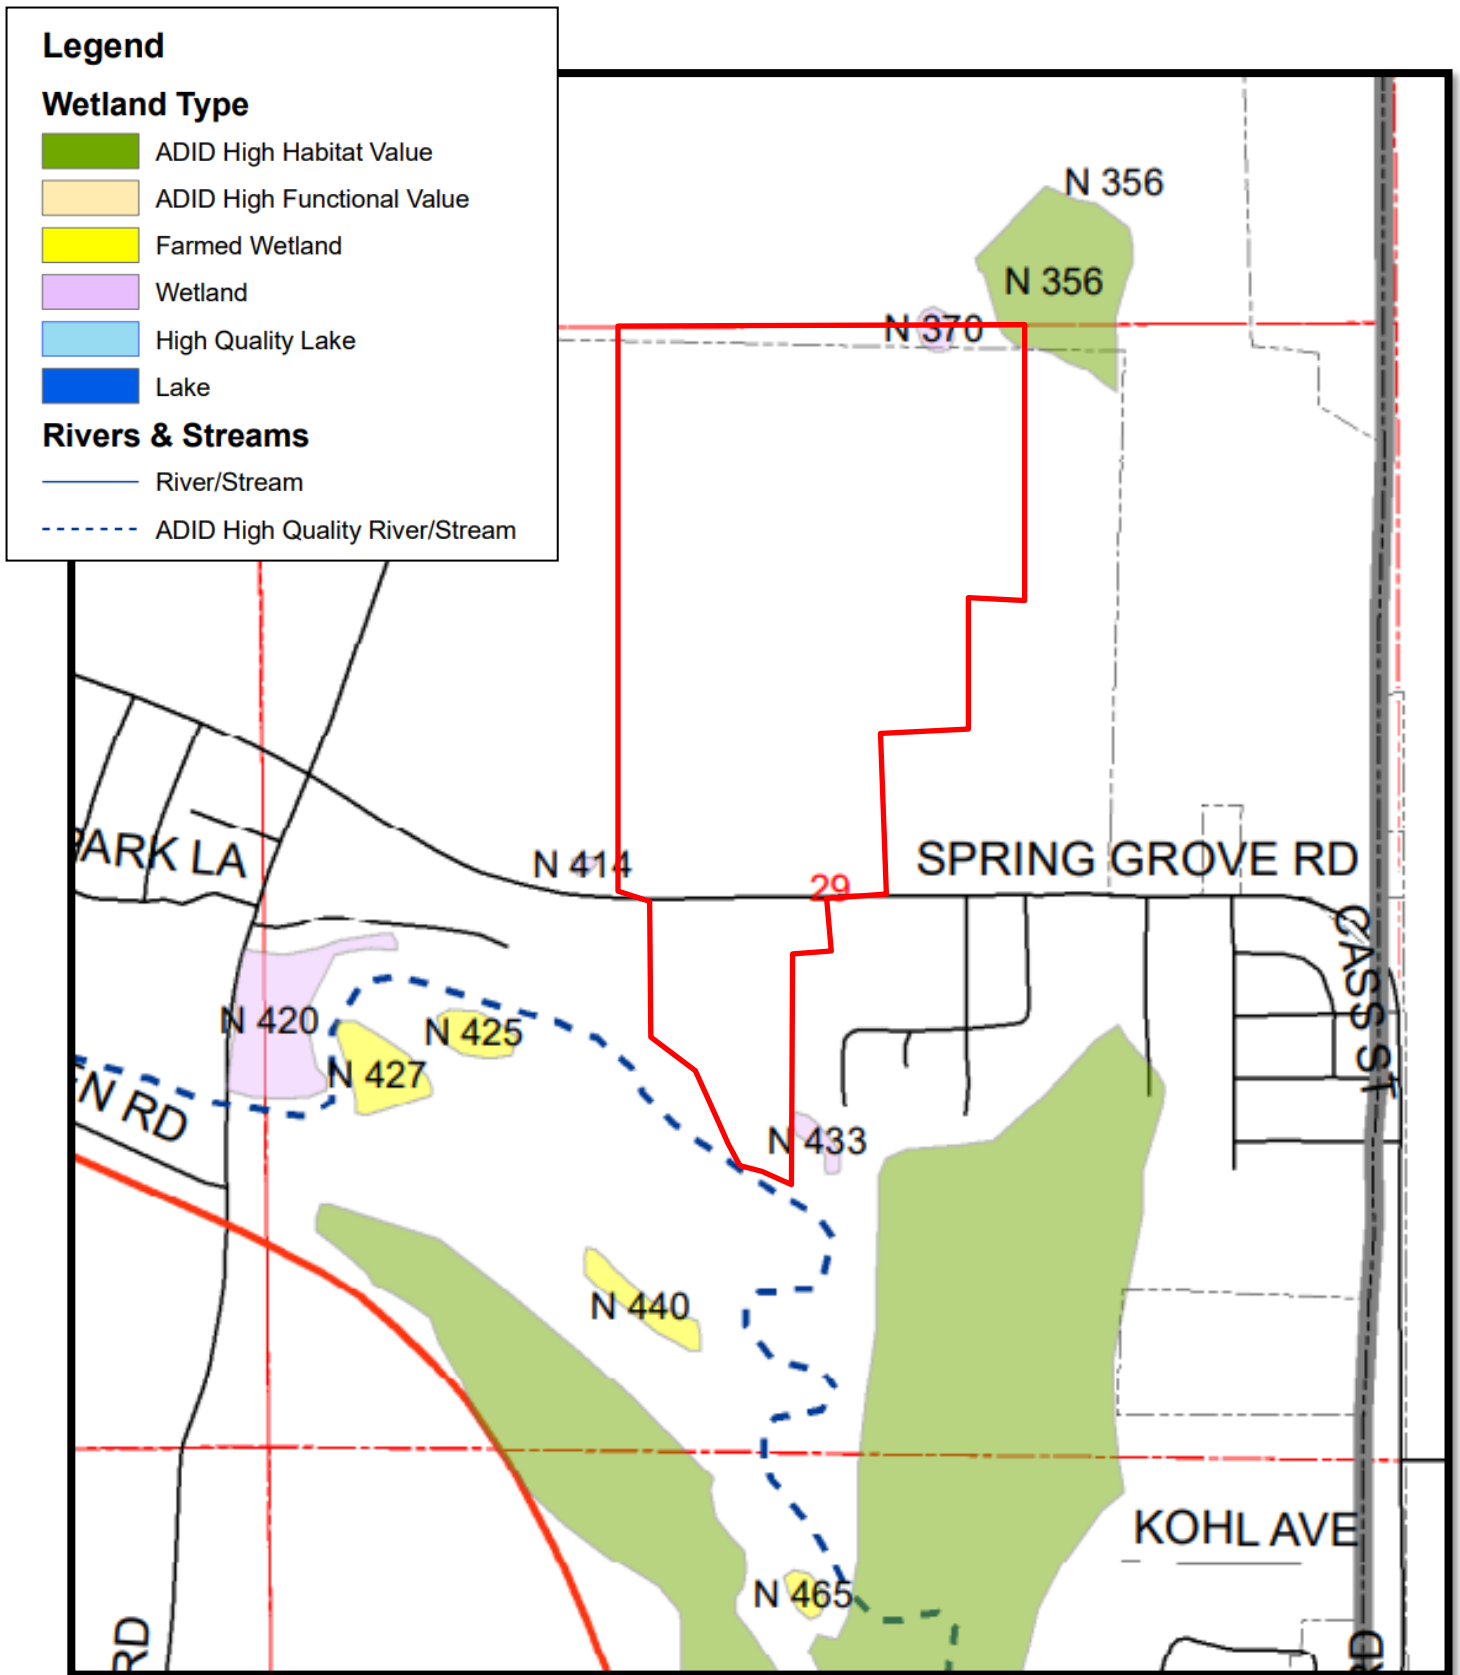 Legend
Wetland Type
ADID High Habitat Value
ADID High Functional Value
Farmed Wetland
Wetland
High Quality Lake
Lake
Rivers & Streams
River/Stream
ADID High Quality River/Stream
N 356
N 356
N 370
PARK LA
N 414
29
SPRING GROVE RD
CASS ST
N 420
N 425
N 427
N RD
N 433
N 440
KOHL AVE
N 465
RD
RD